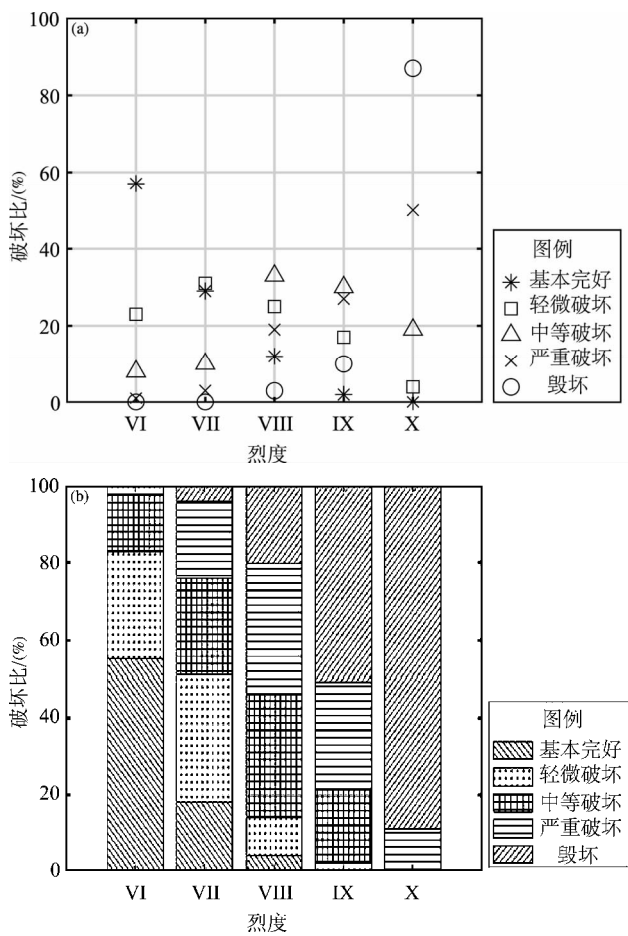 (a)
100
80
60
40
20
0
破坏比/(%)
VI VII VIII IX X
烈度
图例
基本完好
轻微破坏
中等破坏
严重破坏
毁坏
(b)
100
80
60
40
20
0
破坏比/(%)
VI VII VIII IX X
烈度
图例
基本完好
轻微破坏
中等破坏
严重破坏
毁坏